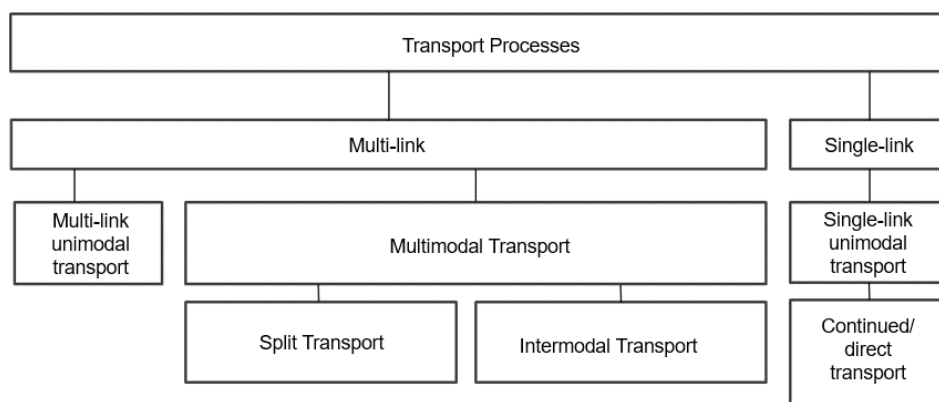 Transport Processes
Multi-link
Single-link
Multi-link
unimodal
transport
Multimodal Transport
Single-link
unimodal
transport
Split Transport
Intermodal Transport
Continued/
direct
transport